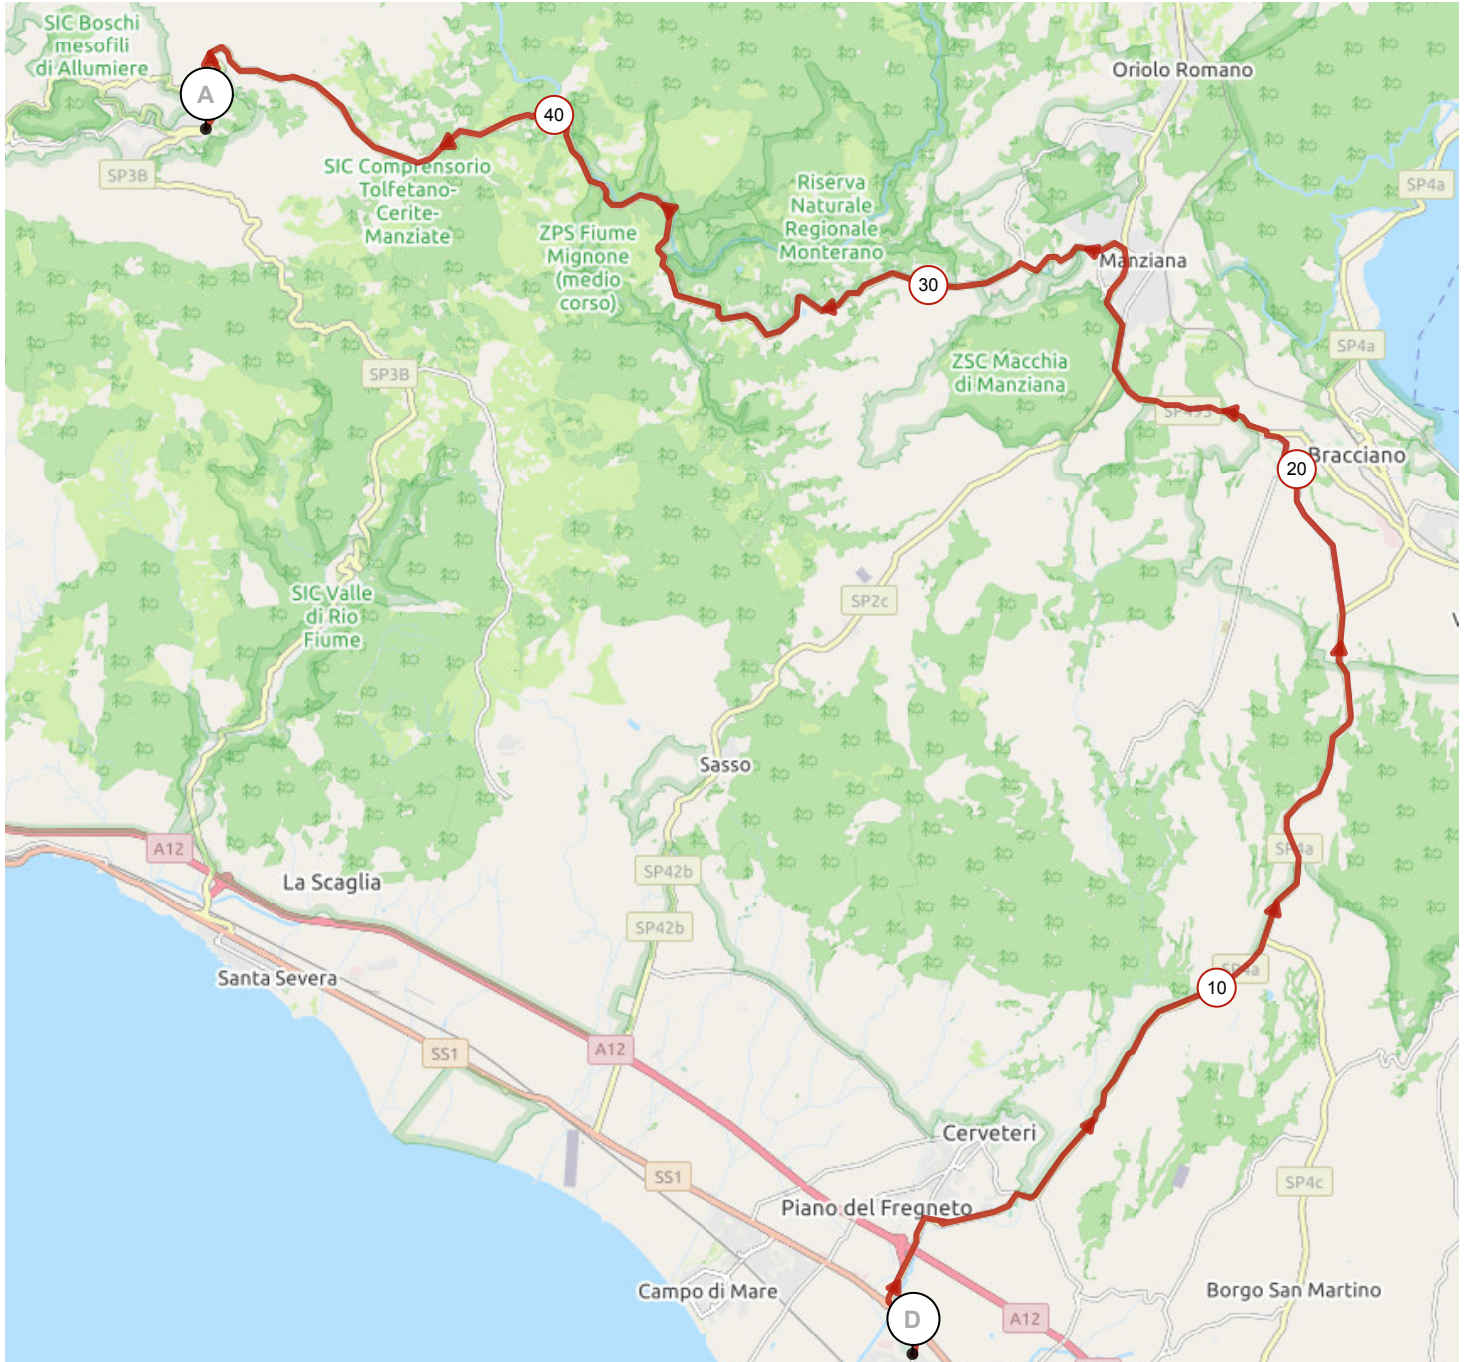 SIC Boschi
mesofili
di Allumiere
A
SP3B
40
SIC Comprensorio
Tolfetano-
Cerite-
Manziate
Oriolo Romano
SP4a
Riserva
Naturale
Regionale
Monterano
ZPS Fiume
Mignone
(medio
corso)
Manziana
30
SP4a
SP3B
ZSC Macchia
di Manziana
SP493
Bracciano
20
SIC Valle
di Rio
Fiume
SP2c
V
Sasso
A12
La Scaglia
SP42b
SP4a
SP42b
Santa Severa
SP4a
10
SS1
A12
Cerveteri
SS1
SP4c
Piano del Fregneto
Campo di Mare
Borgo San Martino
D
A12